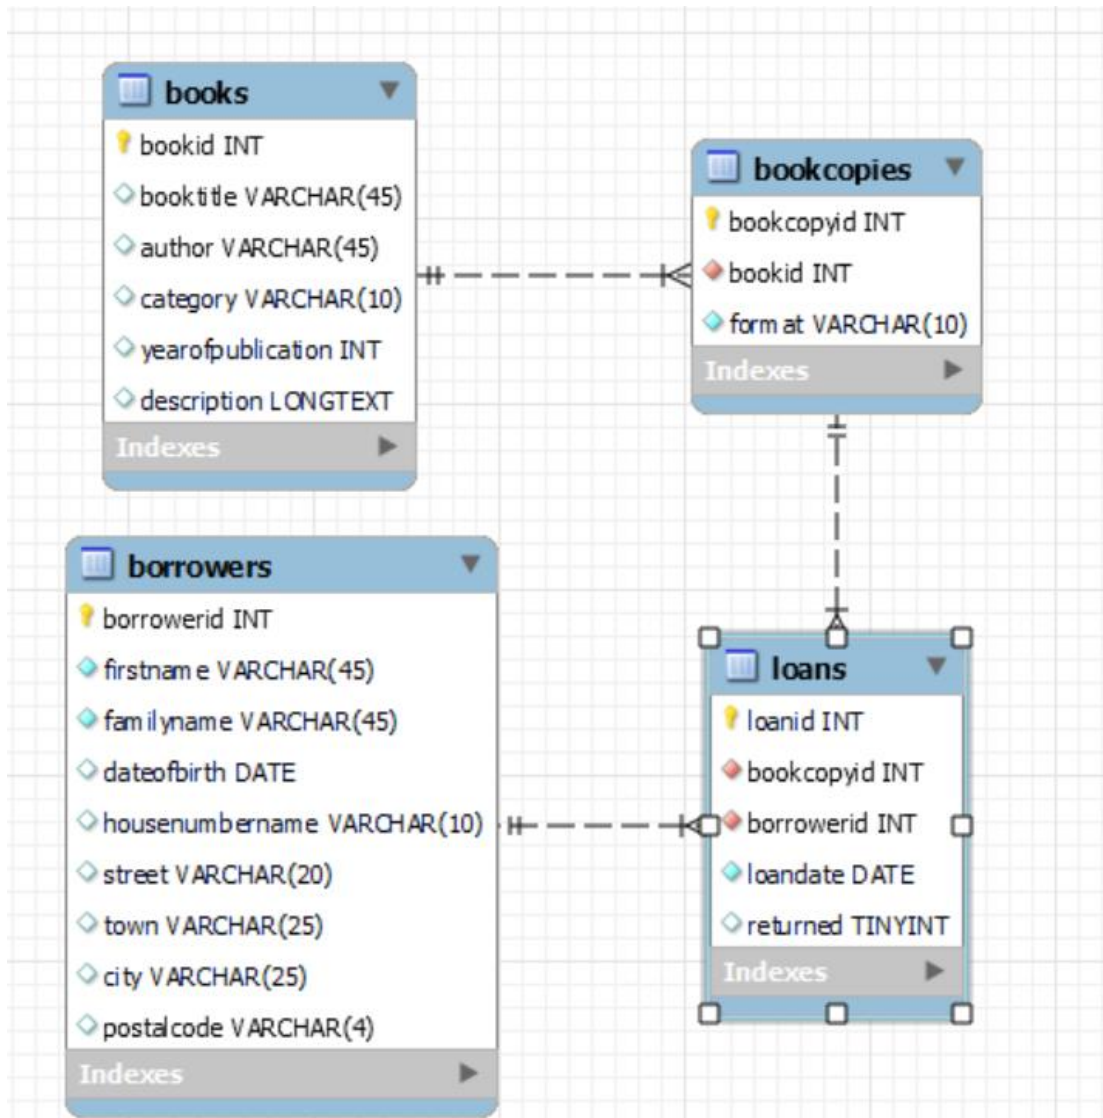 books
bookid INT
booktitle VARCHAR(45)
author VARCHAR(45)
category VARCHAR(10)
yearofpublication INT
description LONGTEXT
Indexes
bookcopies
bookcopyid INT
bookid INT
format VARCHAR(10)
Indexes
borrowers
borrowerid INT
firstname VARCHAR(45)
familyname VARCHAR(45)
dateofbirth DATE
housenumbername VARCHAR(10)
street VARCHAR(20)
town VARCHAR(25)
city VARCHAR(25)
postalcode VARCHAR(4)
Indexes
loans
loanid INT
bookcopyid INT
borrowerid INT
loandate DATE
returned TINYINT
Indexes